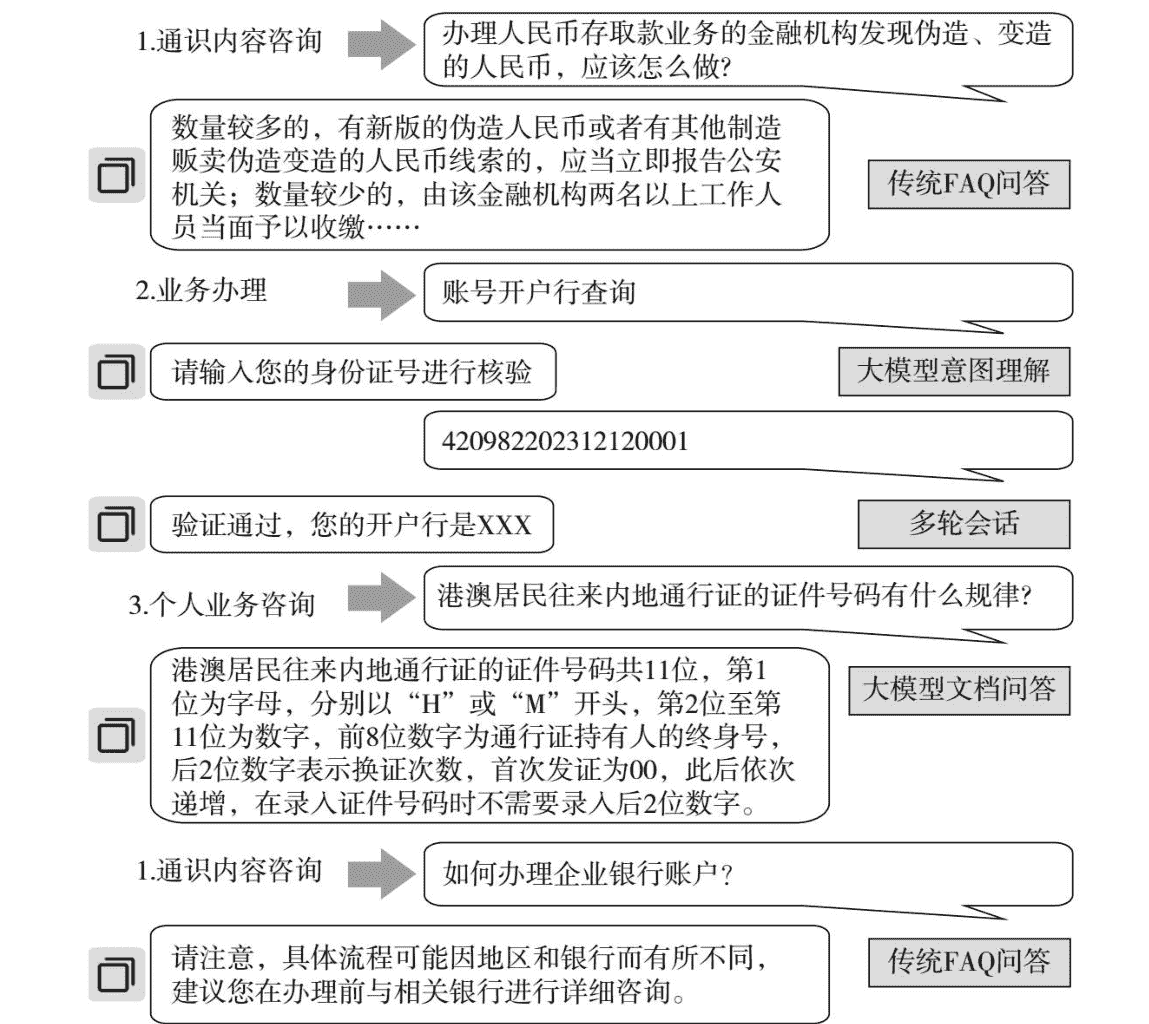 1.通识内容咨询
办理人民币存取款业务的金融机构发现伪造、变造
的人民币，应该怎么做?
数量较多的，有新版的伪造人民币或者有其他制造
贩卖伪造变造的人民币线索的，应当立即报告公安
机关；数量较少的，由该金融机构两名以上工作人
员当面予以收缴……
传统FAQ问答
2.业务办理
账号开户行查询
请输入您的身份证号进行核验
大模型意图理解
420982202312120001
验证通过，您的开户行是XXX
多轮会话
3.个人业务咨询
港澳居民往来内地通行证的证件号码有什么规律?
港澳居民往来内地通行证的证件号码共11位，第1
位为字母，分别以“H”或“M”开头，第2位至第
11位为数字，前8位数字为通行证持有人的终身号，
后2位数字表示换证次数，首次发证为00，此后依次
递增，在录入证件号码时不需要录入后2位数字。
大模型文档问答
1.通识内容咨询
如何办理企业银行账户?
请注意，具体流程可能因地区和银行而有所不同，
建议您在办理前与相关银行进行详细咨询。
传统FAQ问答